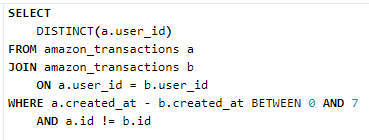 SELECT
DISTINCT(a.user_id)
FROM amazon_transactions a
JOIN amazon_transactions b
ON a.user_id = b.user_id
WHERE a.created_at - b.created_at BETWEEN 0 AND 7
AND a.id != b.id